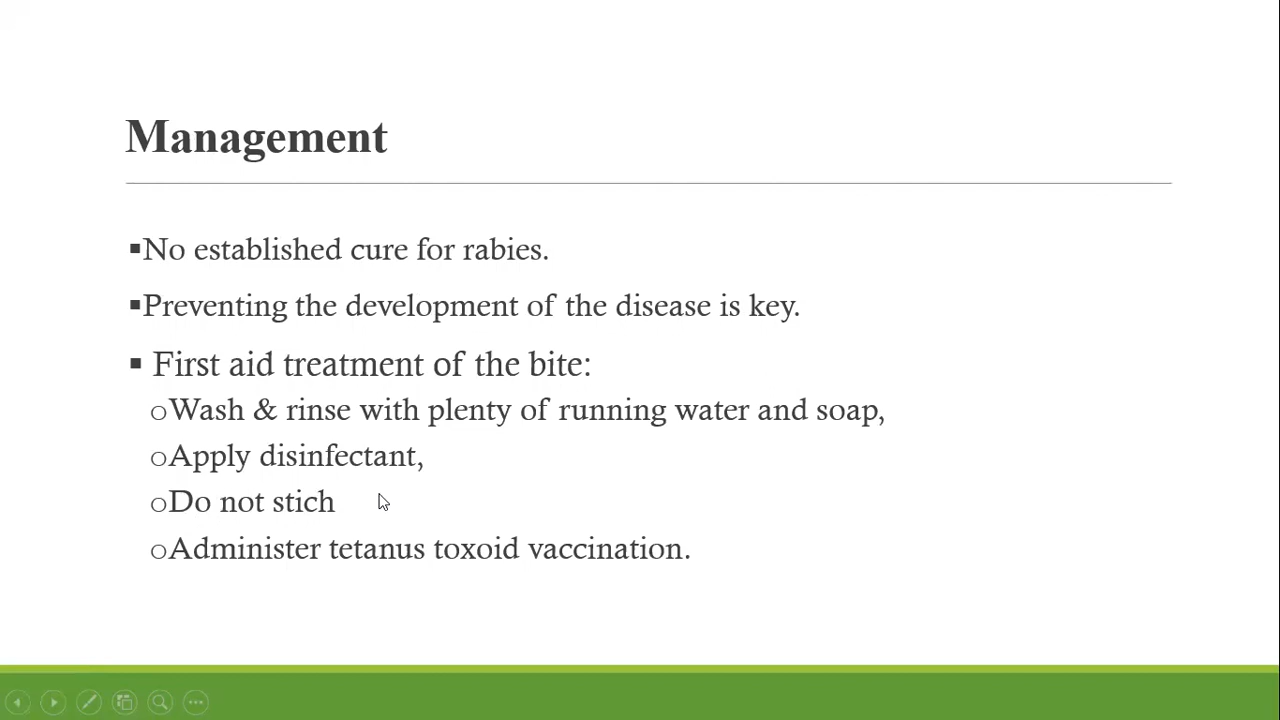 Management
▪No established cure for rabies.
▪Preventing the development of the disease is key.
▪ First aid treatment of the bite:
oWash & rinse with plenty of running water and soap,
oApply disinfectant,
oDo not stich
oAdminister tetanus toxoid vaccination.